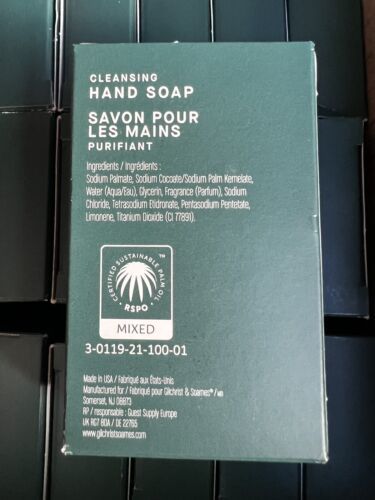 CLEANSING
HAND SOAP
SAVON POUR
LES MAINS
PURIFIANT
Ingredients / Ingrédients :
Sodium Palmate, Sodium Cocoate/Sodium Palm Kernelate,
Water (Aqua/Eau), Glycerin, Fragrance (Parfum), Sodium
Chloride, Tetrasodium Etidronate, Pentasodium Pentetate,
Limonene, Titanium Dioxide (CI 77891).
CERTIFIED SUSTAINABLE PALM OIL ™
RSPO
MIXED
3-0119-21-100-01
Made in USA / Fabriqué aux États-Unis
Manufactured for / Fabriqué pour Gilchrist & Soames®/MD
Somerset, NJ 08873
RP / responsable : Guest Supply Europe
UK RG7 8DA / DE 22765
www.gilchristsoames.com